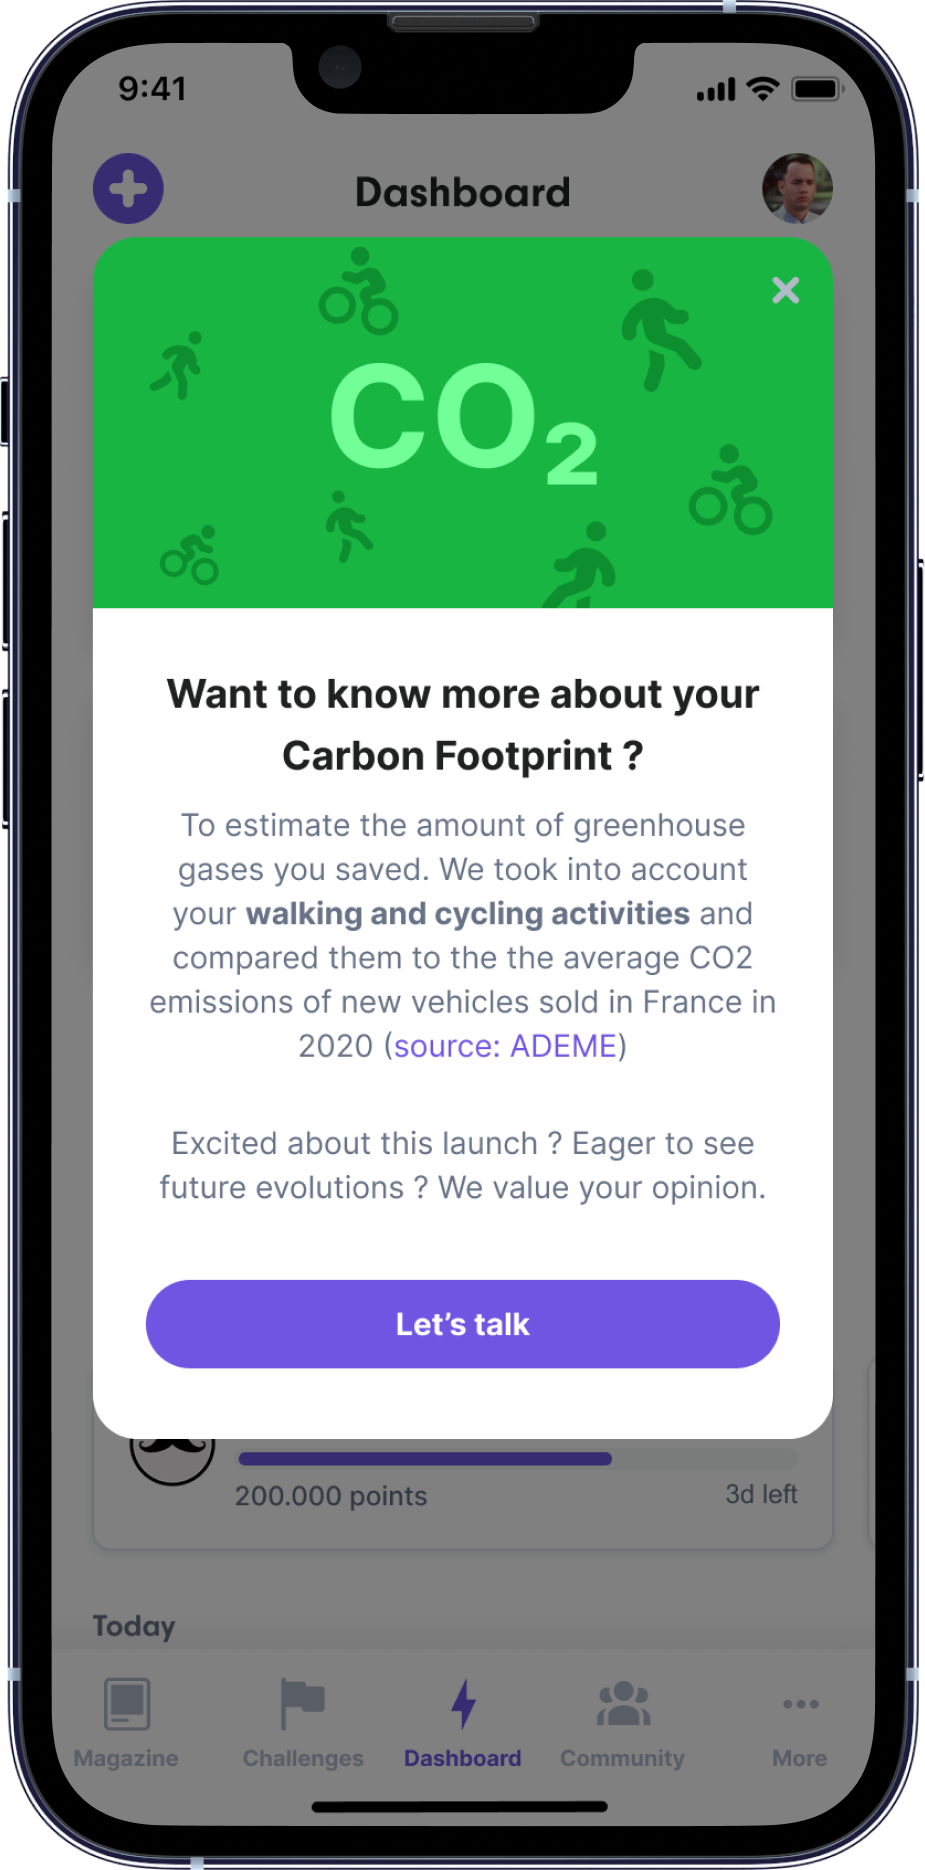 9:41
Dashboard
CO₂
Want to know more about your
Carbon Footprint ?
To estimate the amount of greenhouse
gases you saved. We took into account
your walking and cycling activities and
compared them to the the average CO2
emissions of new vehicles sold in France in
2020 (source: ADEME)
Excited about this launch ? Eager to see
future evolutions ? We value your opinion.
Let’s talk
200.000 points
3d left
Today
Magazine
Challenges
Dashboard
Community
More